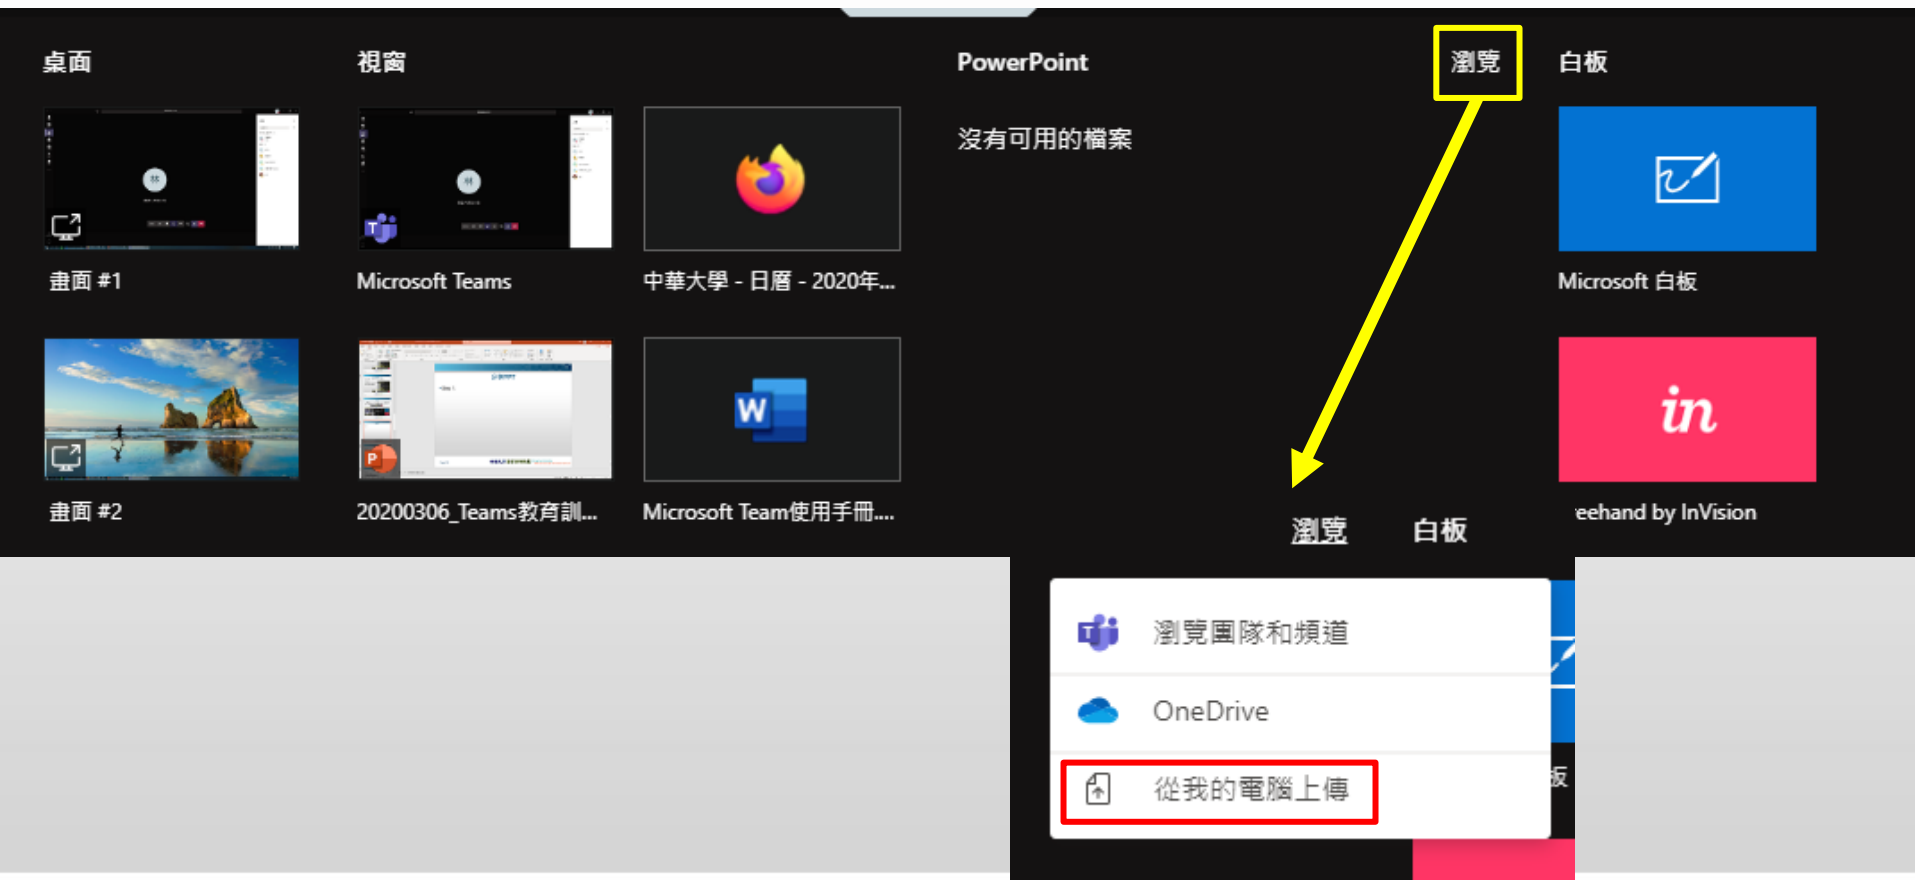 桌面
視窗
PowerPoint
瀏覽
白板
沒有可用的檔案
畫面 #1
Microsoft Teams
中華大學 - 日曆 - 2020年...
Microsoft 白板
in
畫面 #2
20200306_Teams教育訓...
Microsoft Team使用手冊....
reehand by InVision
瀏覽
白板
瀏覽團隊和頻道
OneDrive
從我的電腦上傳
板